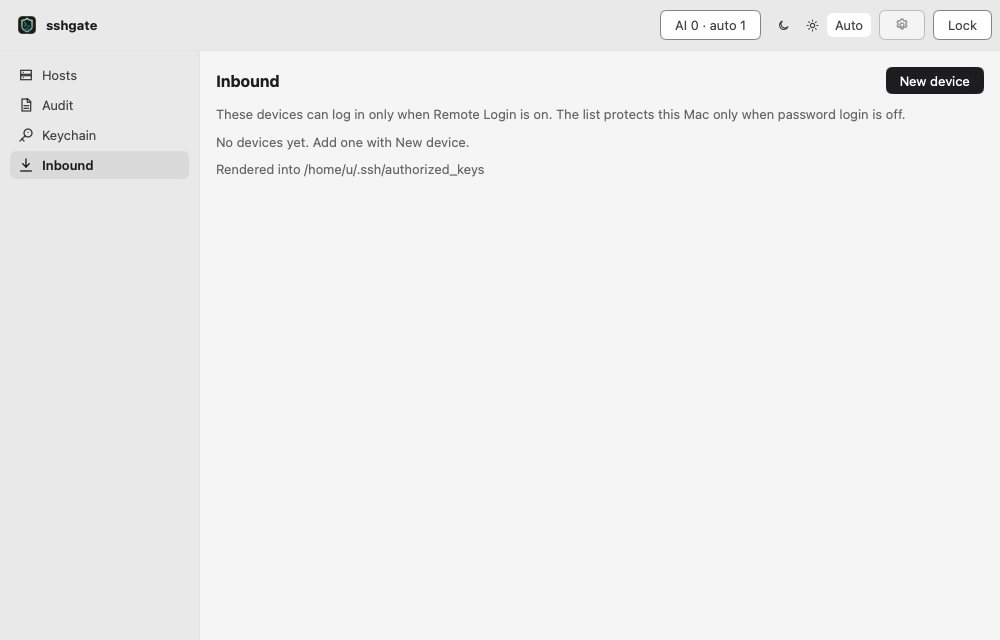 sshgate
AI 0 · auto 1
Auto
Lock
Hosts
Audit
Keychain
Inbound
Inbound
New device
These devices can log in only when Remote Login is on. The list protects this Mac only when password login is off.
No devices yet. Add one with New device.
Rendered into /home/u/.ssh/authorized_keys